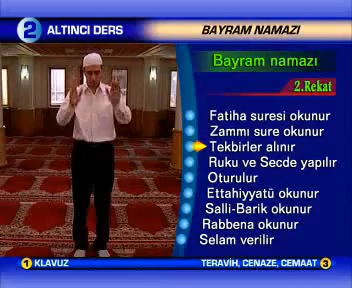 2 ALTINCI DERS
BAYRAM NAMAZI
Bayram namazı
2.Rekat
Fatiha suresi okunur
Zammı sure okunur
Tekbirler alınır
Ruku ve Secde yapılır
Oturulur
Ettahiyyatü okunur
Salli-Barik okunur
Rabbena okunur
Selam verilir
1 KLAVUZ
TERAVİH, CENAZE, CEMAAT 3